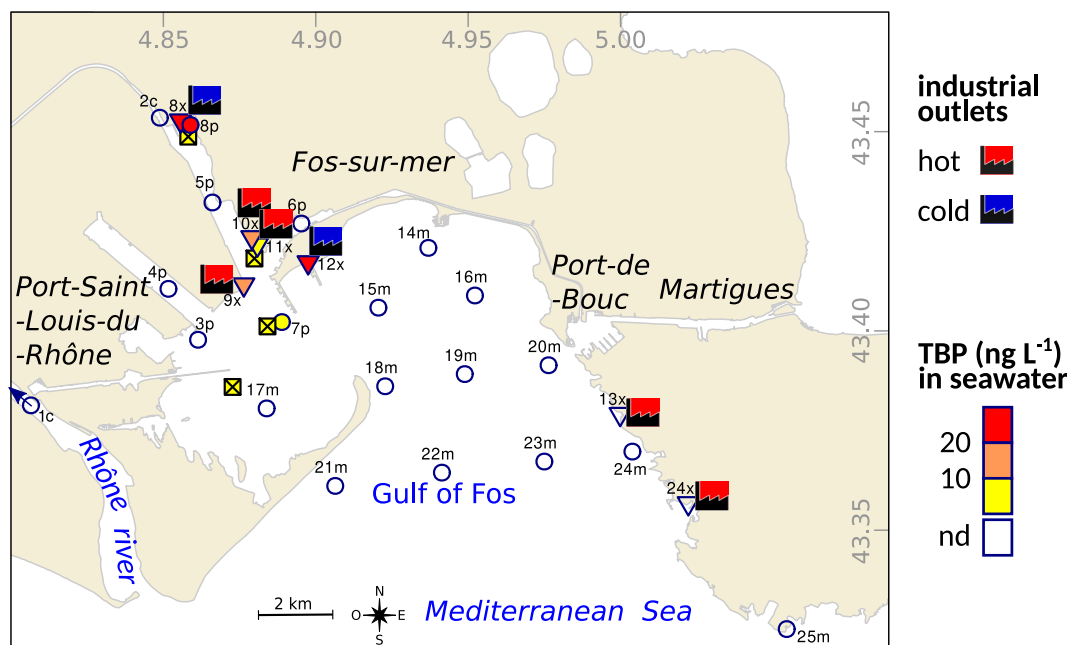 4.85
4.90
4.95
5.00
43.45
43.40
43.35
2c
8x
8p
Fos-sur-mer
5p
6p
10x
11x
12x
14m
4p
9x
Port-Saint
-Louis-du
-Rhône
3p
7p
15m
16m
Port-de
-Bouc
Martigues
17m
18m
19m
20m
1c
13x
24m
Rhône river
21m
22m
23m
Gulf of Fos
24x
2 km
N
O
E
S
Mediterranean Sea
25m
industrial
outlets
hot
cold
TBP (ng L⁻¹)
in seawater
20
10
nd